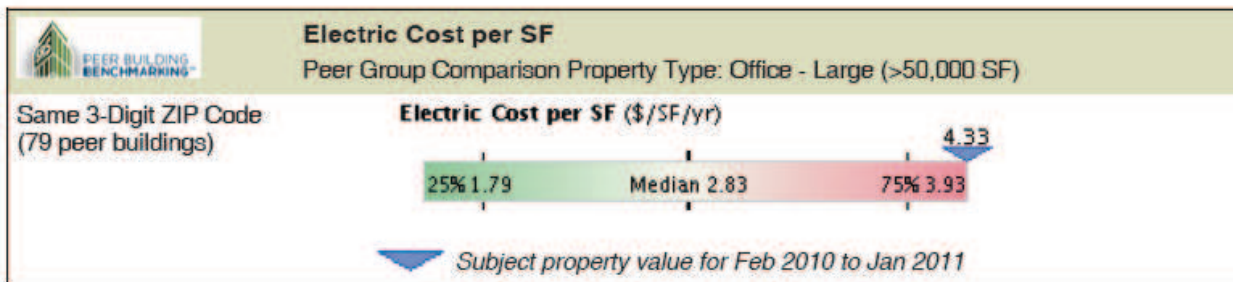 PEER BUILDING
BENCHMARKING™
Electric Cost per SF
Peer Group Comparison Property Type: Office - Large (>50,000 SF)
Same 3-Digit ZIP Code
(79 peer buildings)
Electric Cost per SF ($/SF/yr)
4.33
25% 1.79 Median 2.83 75% 3.93
Subject property value for Feb 2010 to Jan 2011